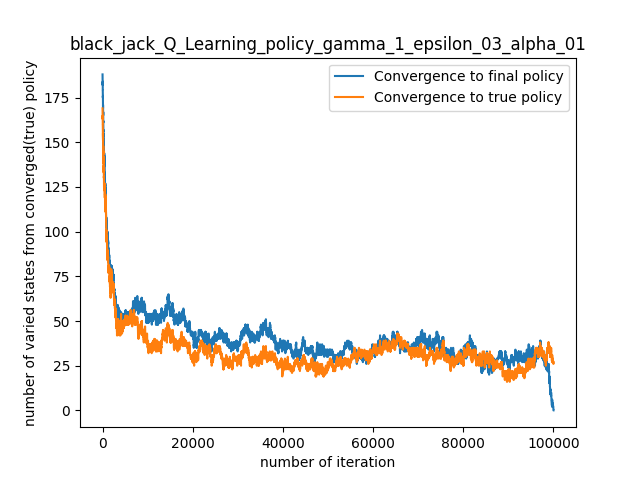 black_jack_Q_Learning_policy_gamma_1_epsilon_03_alpha_01
Convergence to final policy
Convergence to true policy
number of varied states from converged(true) policy
175
150
125
100
75
50
25
0
0 20000 40000 60000 80000 100000
number of iteration